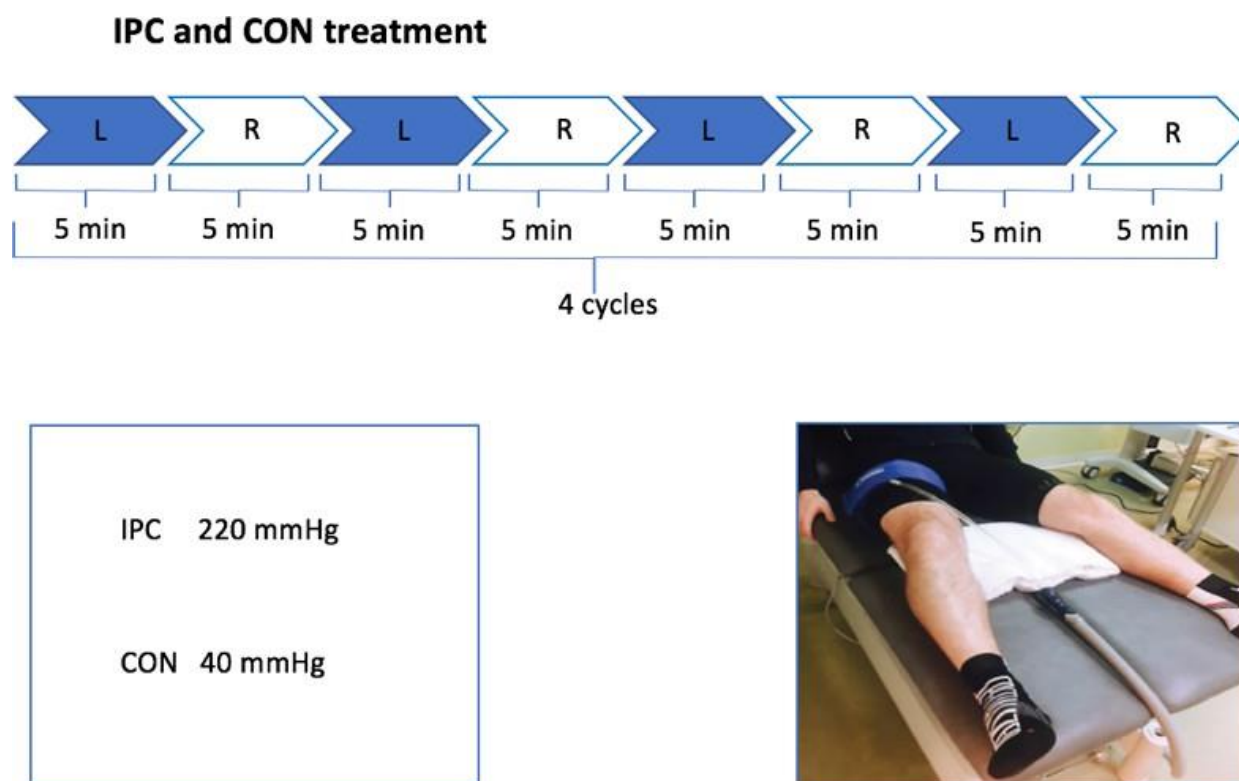 IPC and CON treatment
L R L R L R L R
5 min 5 min 5 min 5 min 5 min 5 min 5 min 5 min
4 cycles
IPC 220 mmHg
CON 40 mmHg